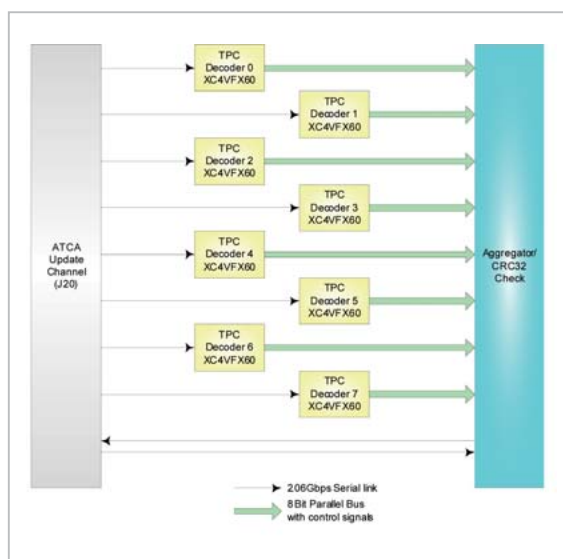 TPC
Decoder 0
XC4VFX60
TPC
Decoder 1
XC4VFX60
TPC
Decoder 2
XC4VFX60
TPC
Decoder 3
XC4VFX60
ATCA
Update
Channel
(J20)
TPC
Decoder 4
XC4VFX60
Aggregator/
CRC32
Check
TPC
Decoder 5
XC4VFX60
TPC
Decoder 6
XC4VFX60
TPC
Decoder 7
XC4VFX60
2.06Gbps Serial link
8 Bit Parallel Bus
with control signals